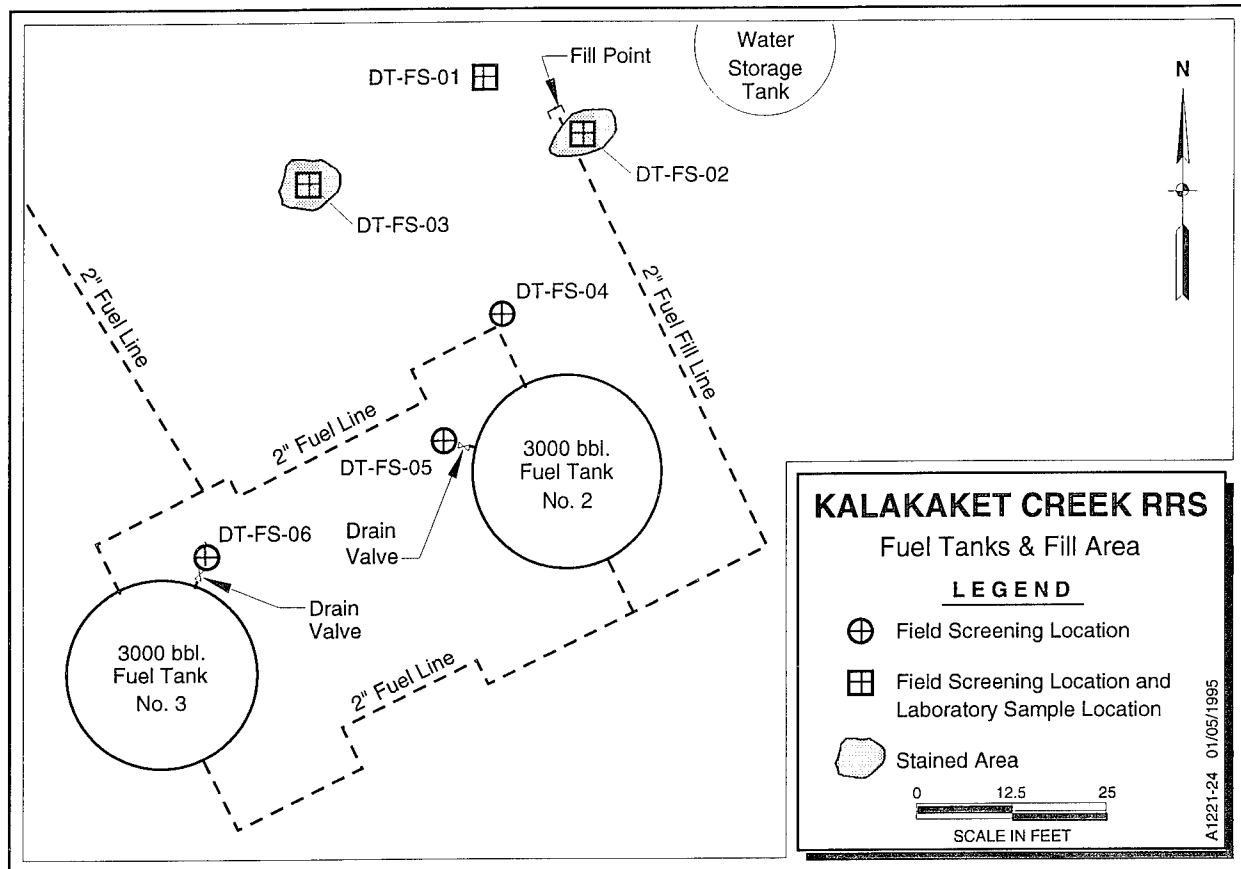 Water
Storage
Tank
Fill Point
DT-FS-01
N
DT-FS-02
DT-FS-03
2" Fuel Line
2" Fuel Fill Line
DT-FS-04
2" Fuel Line
DT-FS-05
3000 bbl.
Fuel Tank
No. 2
Drain
Valve
DT-FS-06
Drain
Valve
3000 bbl.
Fuel Tank
No. 3
2" Fuel Line
KALAKAKET CREEK RRS
Fuel Tanks & Fill Area
LEGEND
Field Screening Location
Field Screening Location and
Laboratory Sample Location
Stained Area
0 12.5 25
SCALE IN FEET
A1221-24 01/05/1995